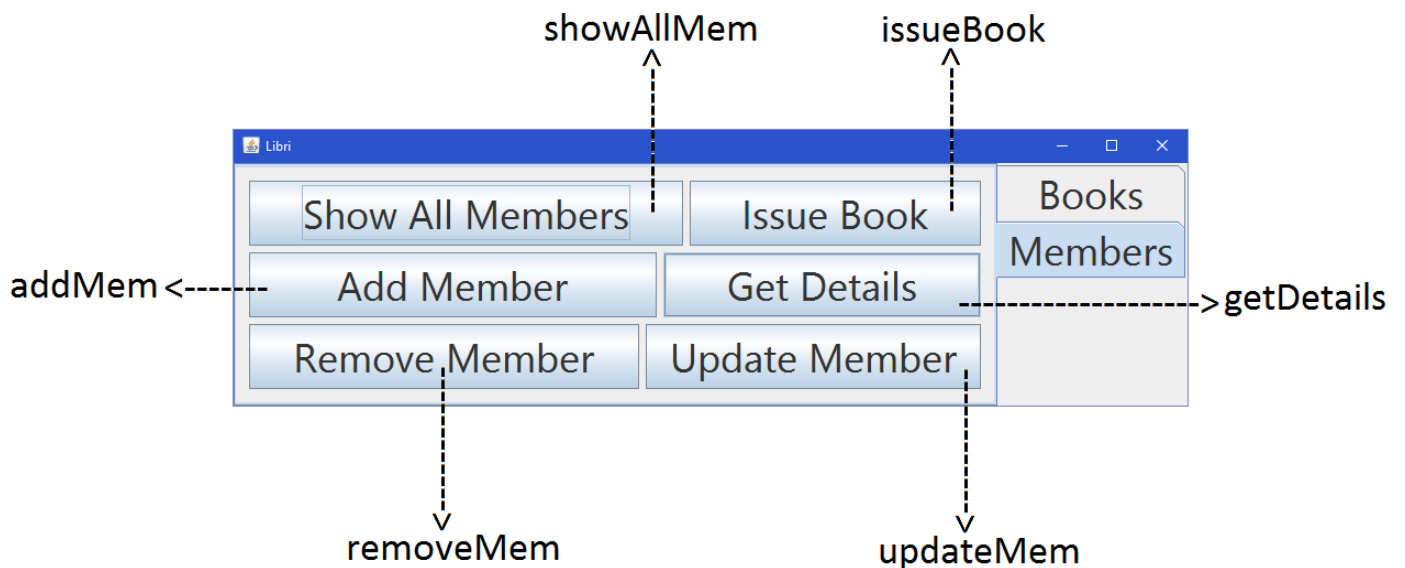 showAllMem issueBook
Libri
Show All Members Issue Book Books
Members
addMem Add Member Get Details getDetails
Remove Member Update Member
removeMem updateMem